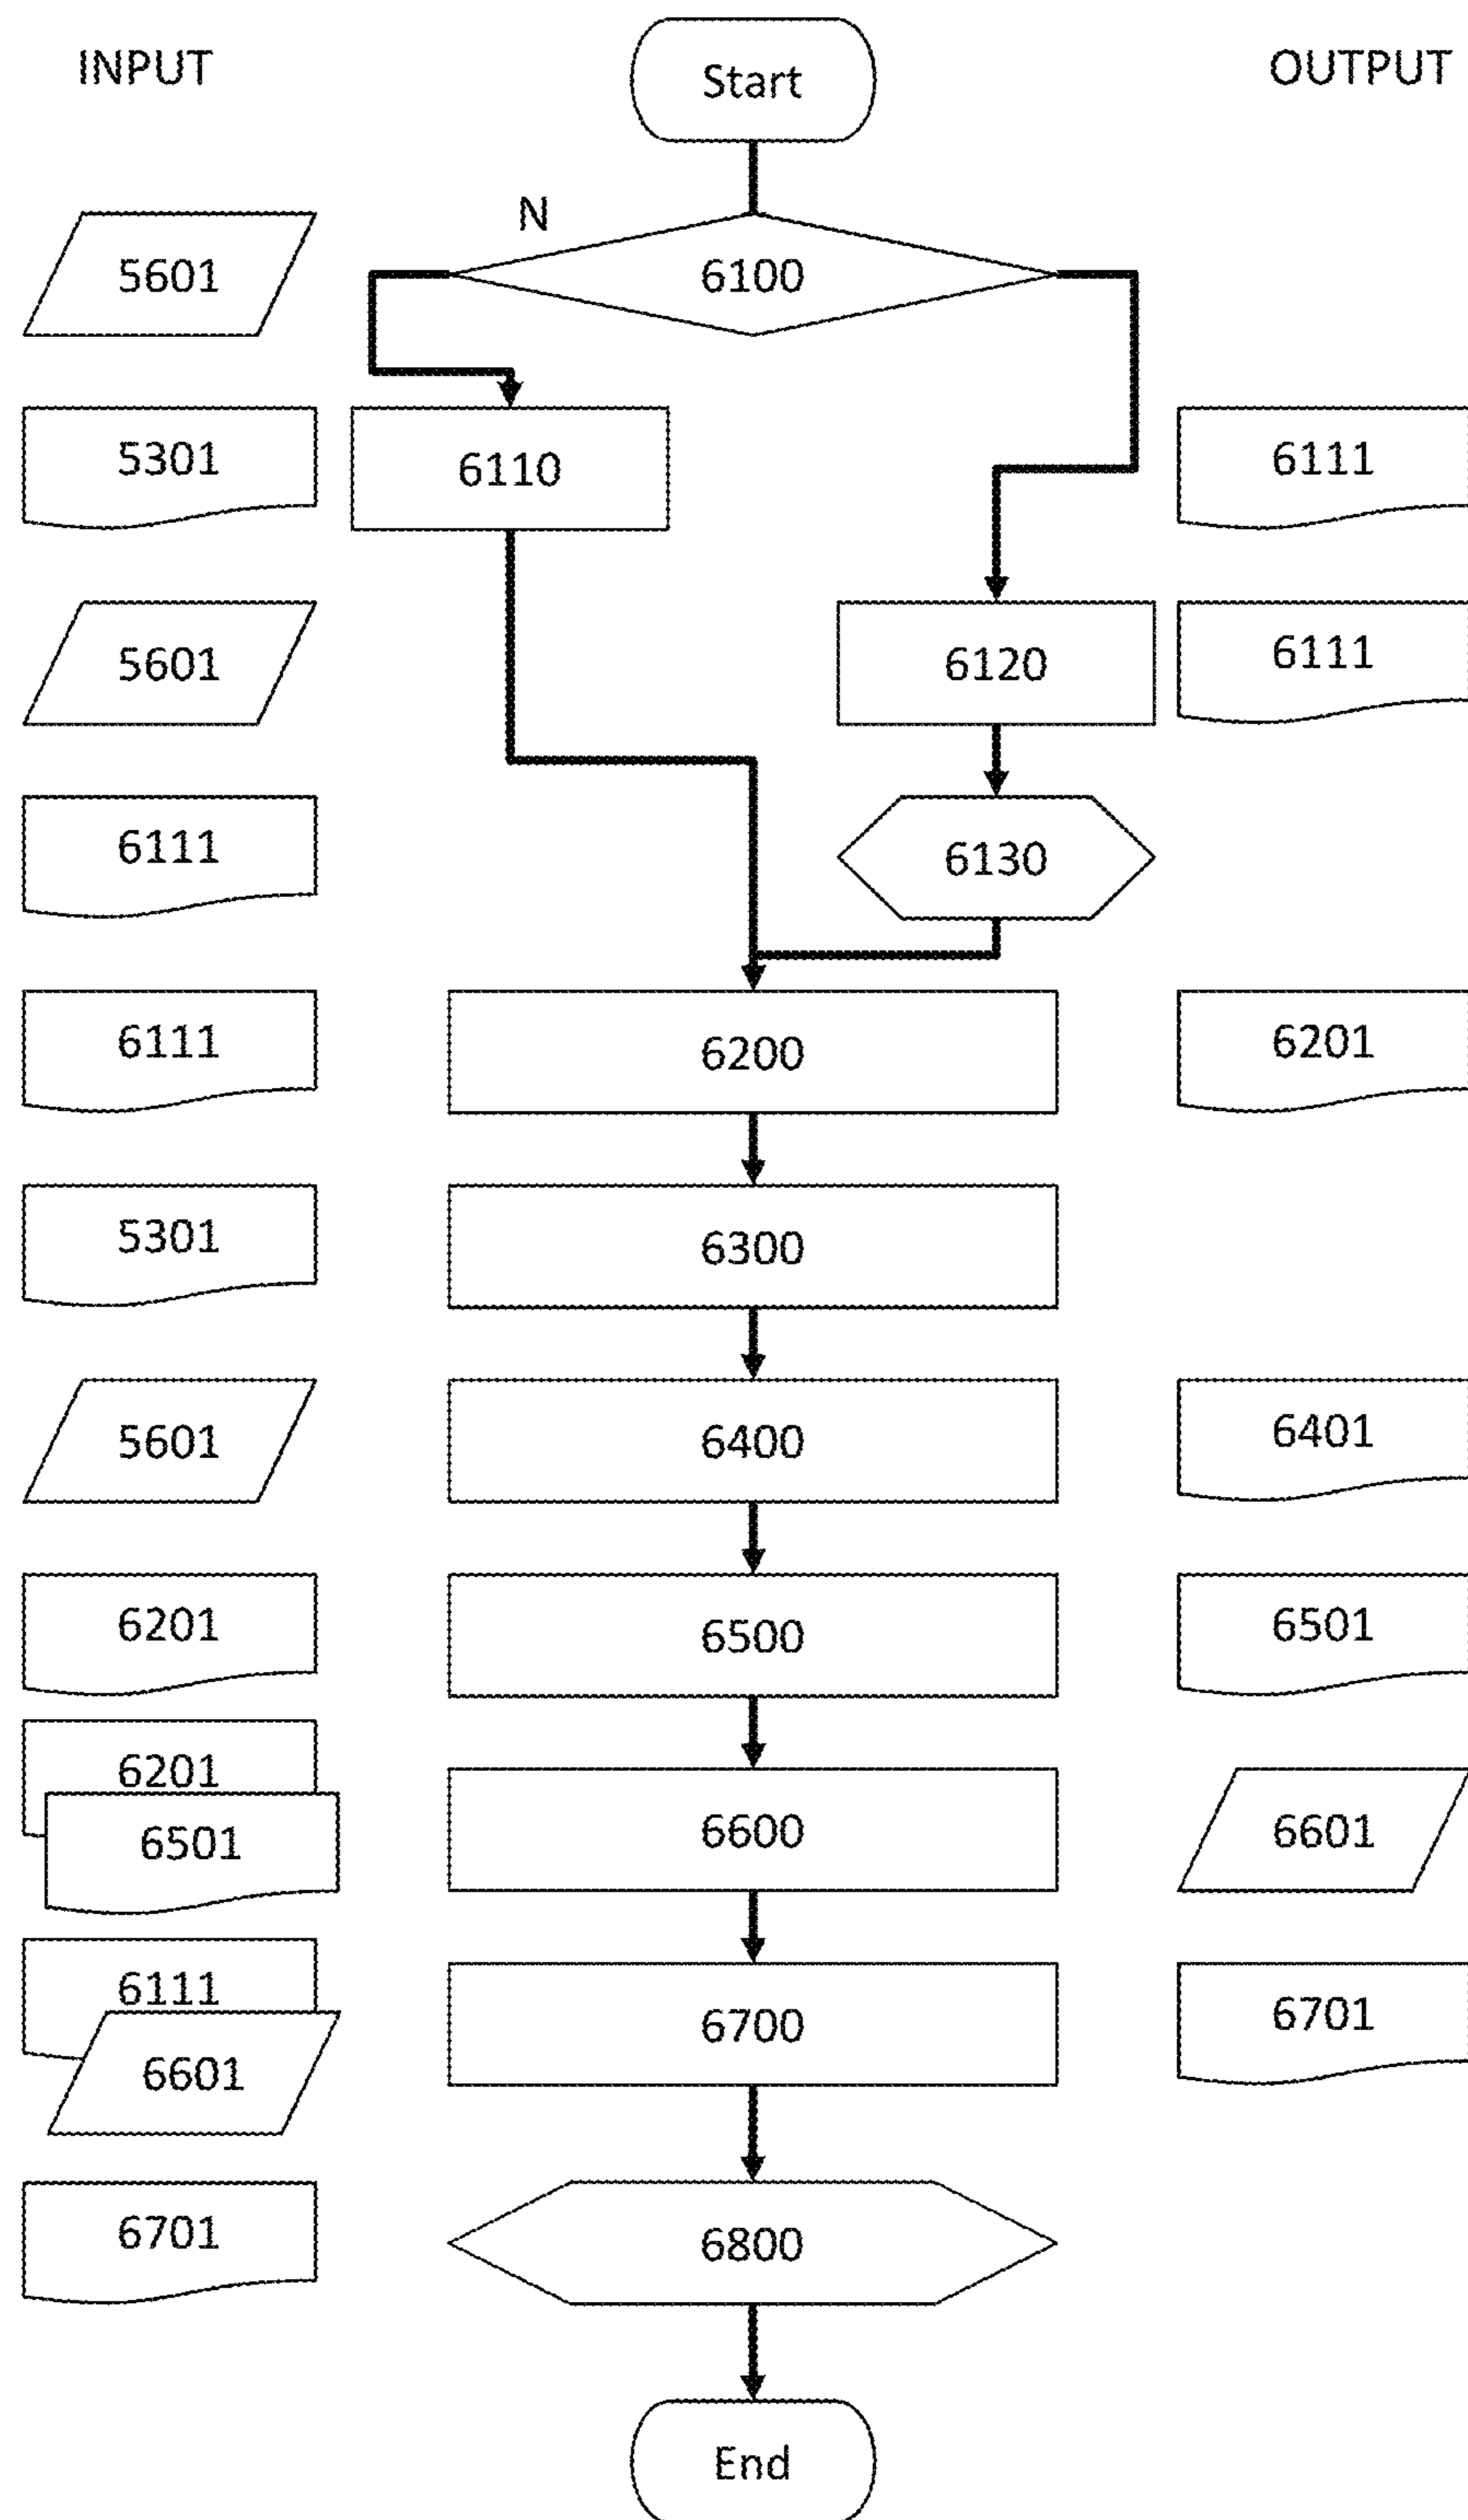 INPUT Start OUTPUT
N
5601 6100
5301 6110 6111
5601 6120 6111
6111 6130
6111 6200 6201
5301 6300
5601 6400 6401
6201 6500 6501
6201
6501 6600 6601
6111
6601 6700 6701
6701 6800
End